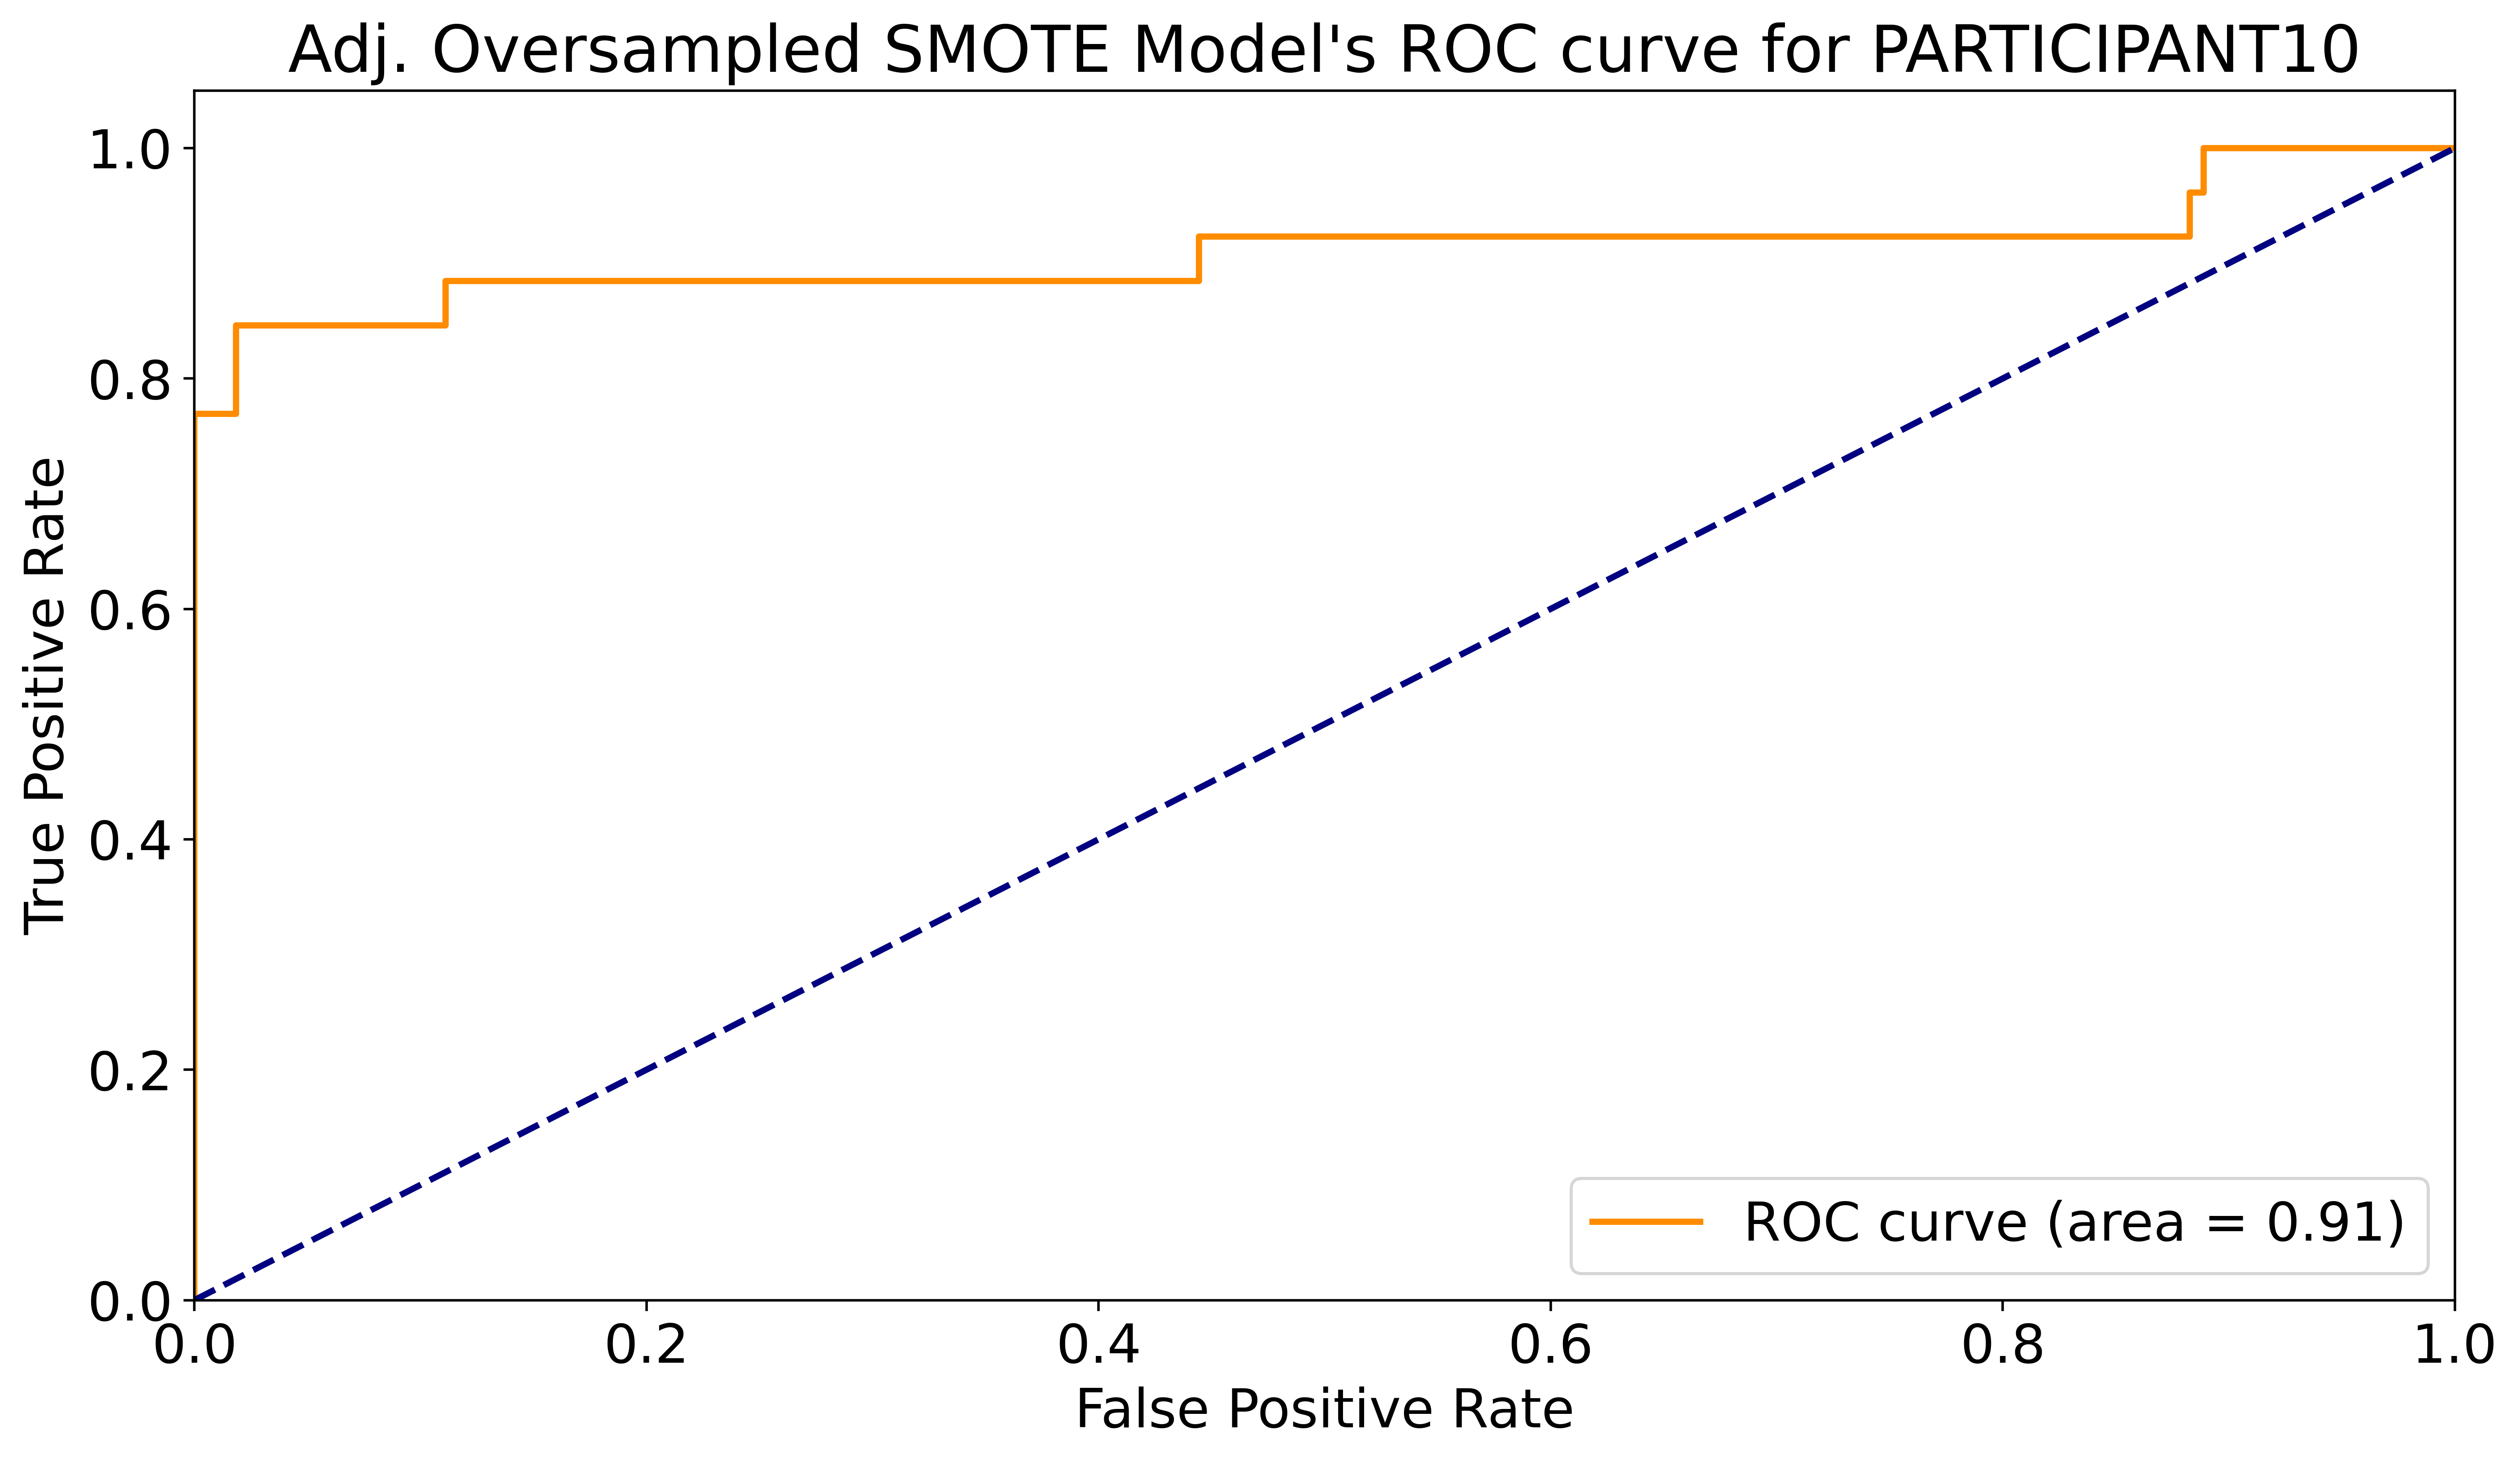 Adj. Oversampled SMOTE Model's ROC curve for PARTICIPANT10
1.0
0.8
0.6
0.4
0.2
0.0
True Positive Rate
ROC curve (area = 0.91)
0.0 0.2 0.4 0.6 0.8 1.0
False Positive Rate